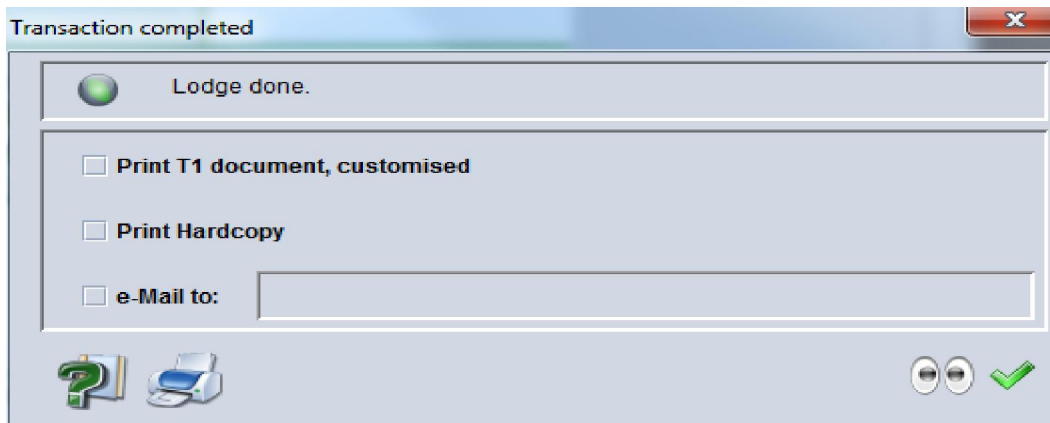 Transaction completed
Lodge done.
Print T1 document, customised
Print Hardcopy
e-Mail to: